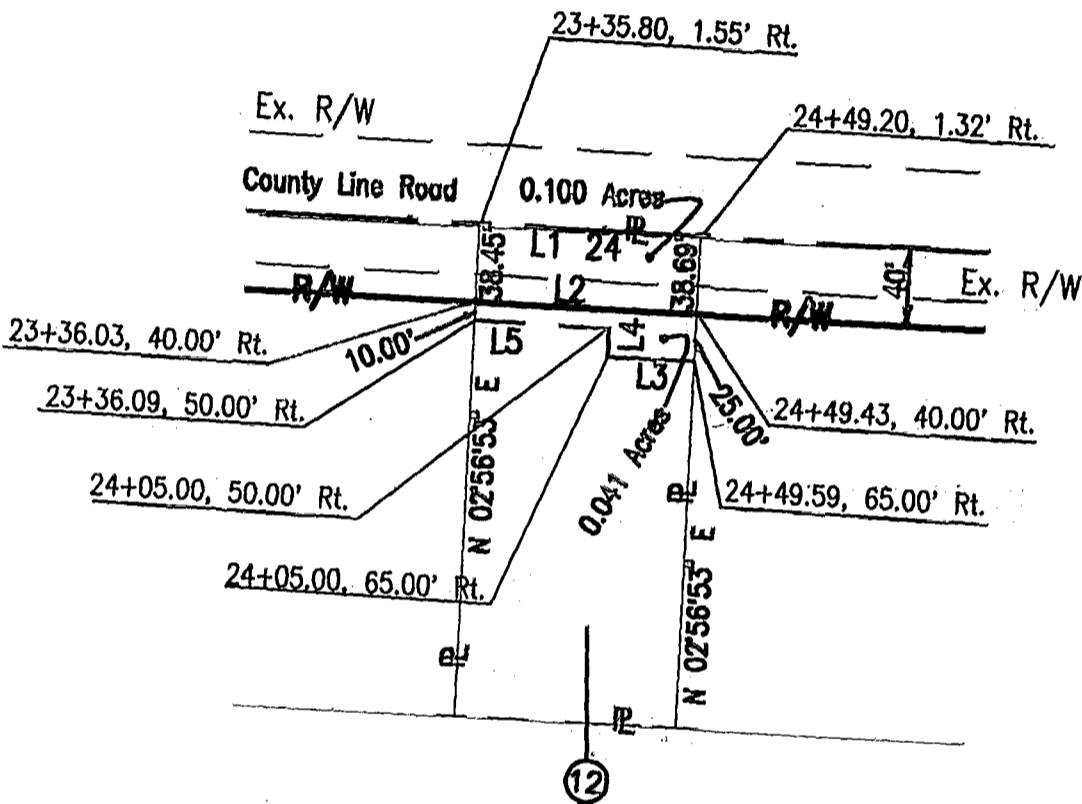 23+35.80, 1.55' Rt.
Ex. R/W
24+49.20, 1.32' Rt.
County Line Road
0.100 Acres
PL
L1 24
38.45'
38.69'
40'
Ex. R/W
R/W
L2
R/W
23+36.03, 40.00' Rt.
10.00'
L5
L4
L3
23+36.09, 50.00' Rt.
25.00'
24+49.43, 40.00' Rt.
24+05.00, 50.00' Rt.
0.041 Acres
PL
24+49.59, 65.00' Rt.
N 02°56'53" E
24+05.00, 65.00' Rt.
N 02°56'53" E
PL
PL
12